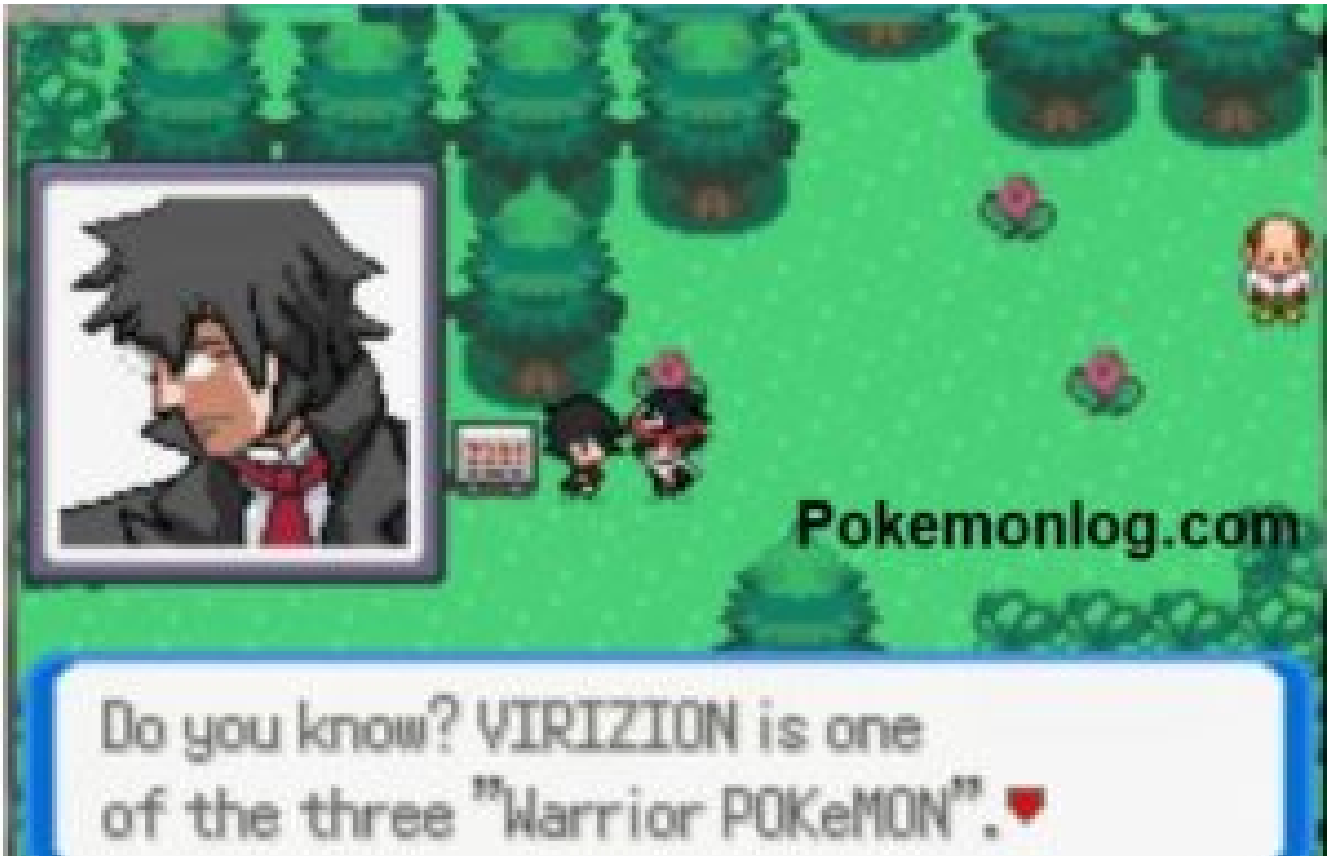 Pokemonlog.com
Do you know? VIRIZION is one
of the three "Warrior POKeMON".